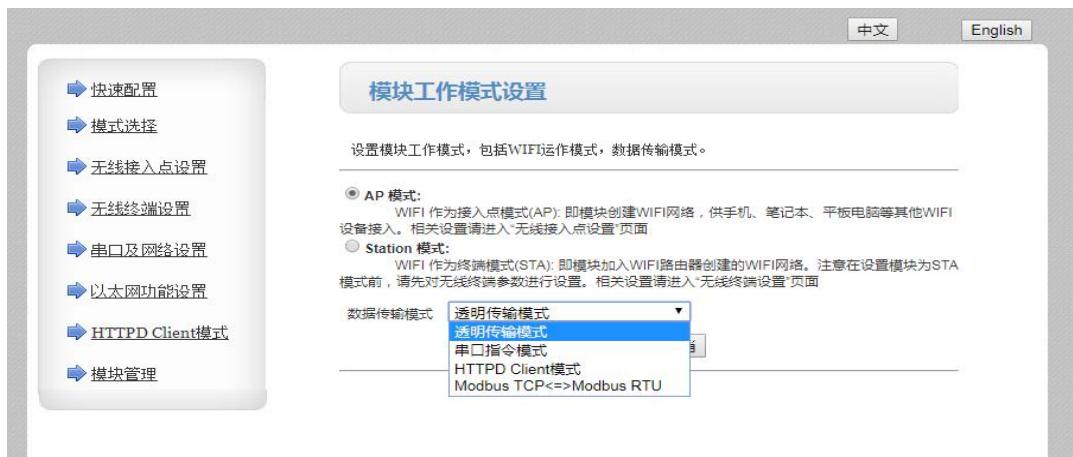 中文
English
快速配置
模式选择
无线接入点设置
无线终端设置
串口及网络设置
以太网功能设置
HTTPD Client模式
模块管理
模块工作模式设置
设置模块工作模式，包括WIFI运作模式，数据传输模式。
AP 模式:
WIFI 作为接入点模式(AP): 即模块创建WIFI网络，供手机、笔记本、平板电脑等其他WIFI
设备接入。相关设置请进入"无线接入点设置"页面
Station 模式:
WIFI 作为终端模式(STA): 即模块加入WIFI路由器创建的WIFI网络。注意在设置模块为STA
模式前，请先对无线终端参数进行设置。相关设置请进入"无线终端设置"页面
数据传输模式 透明传输模式
透明传输模式
串口指令模式
HTTPD Client模式
Modbus TCP<=>Modbus RTU